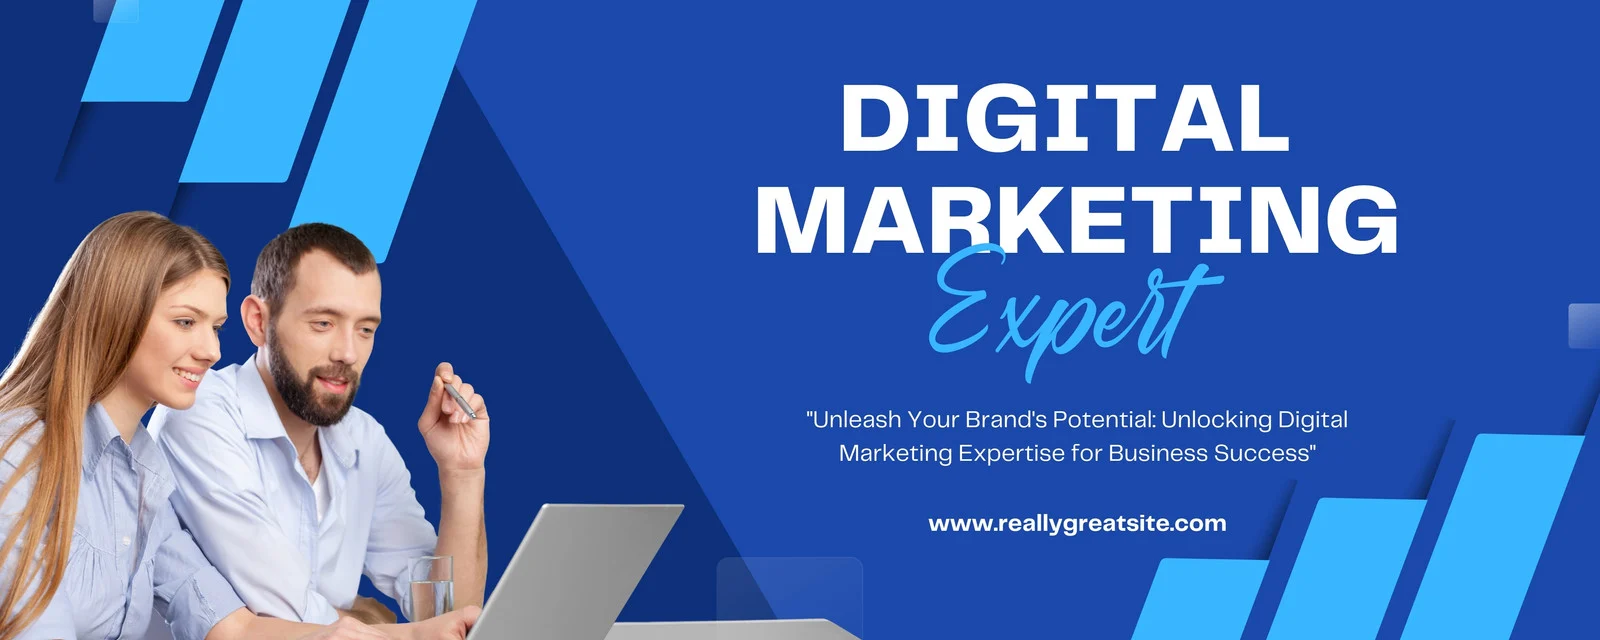 DIGITAL
MARKETING
Expert
"Unleash Your Brand's Potential: Unlocking Digital
Marketing Expertise for Business Success"
www.reallygreatsite.com